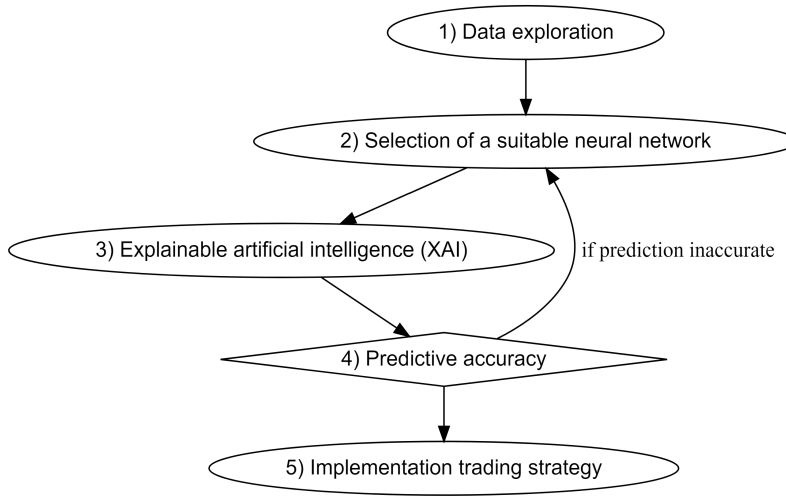 1) Data exploration
2) Selection of a suitable neural network
3) Explainable artificial intelligence (XAI)
if prediction inaccurate
4) Predictive accuracy
5) Implementation trading strategy